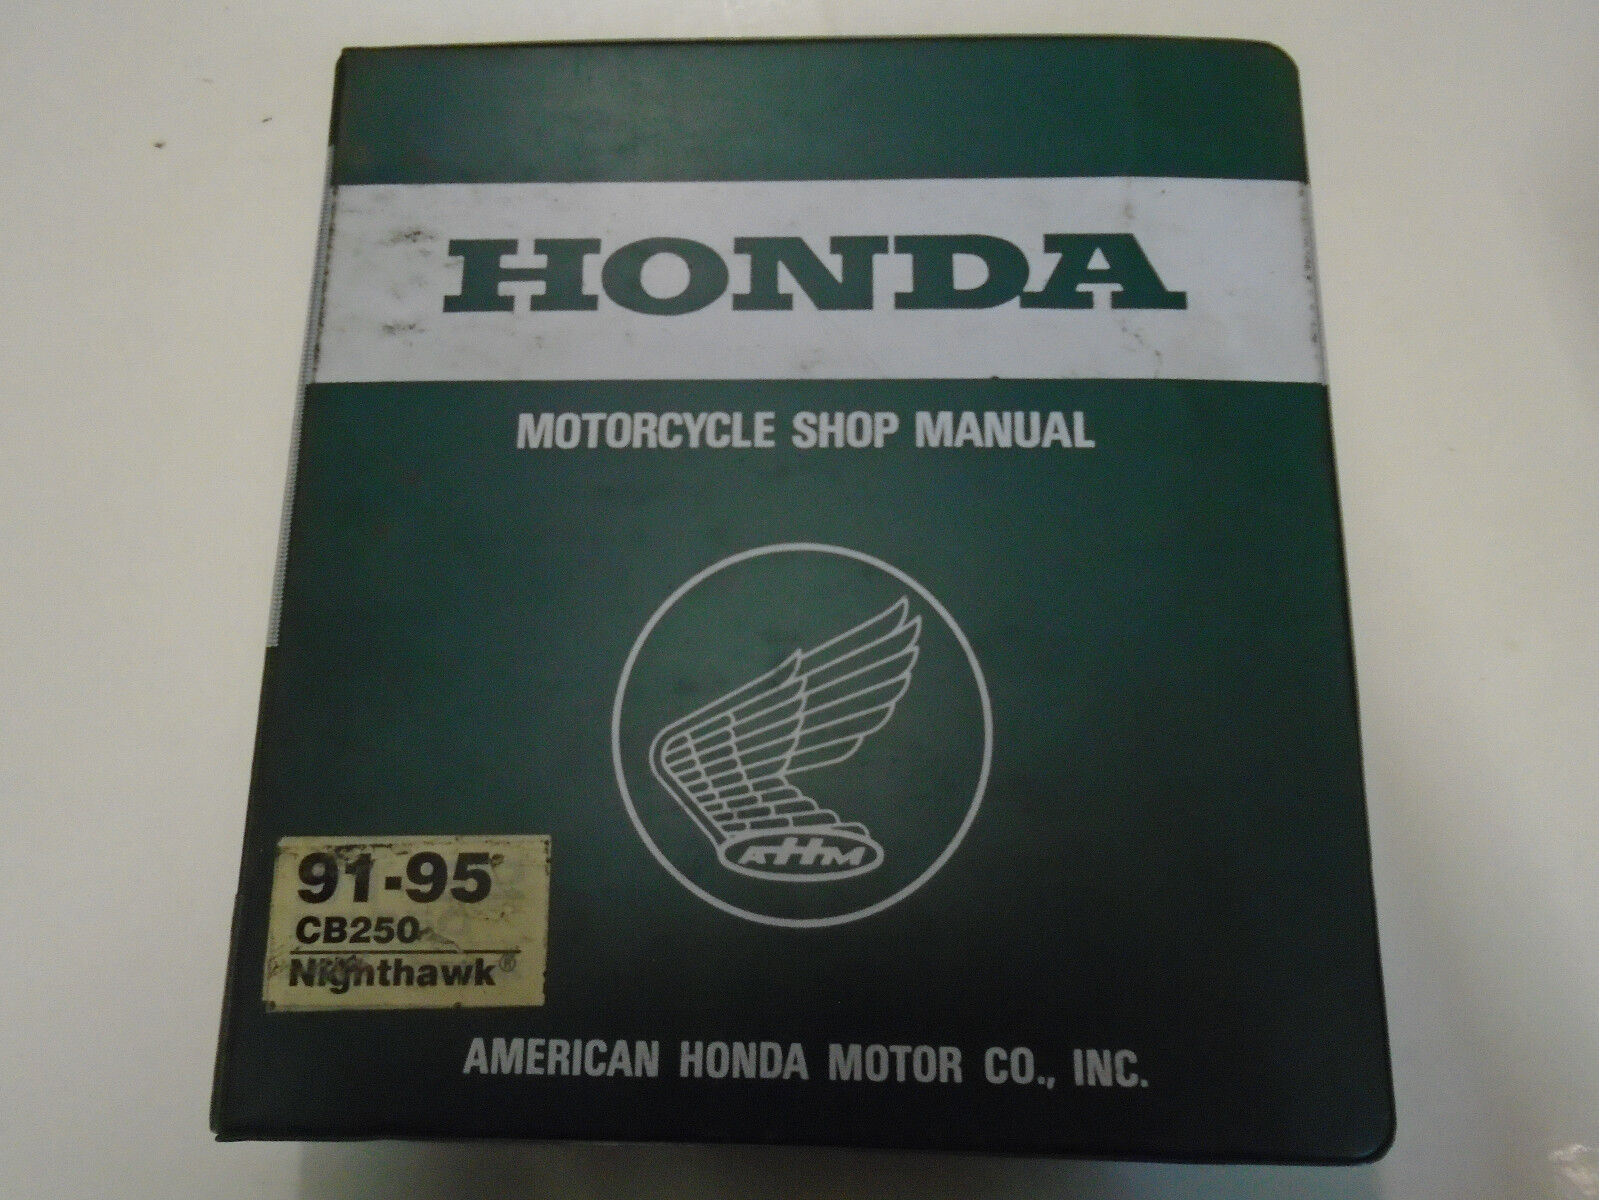 HONDA
MOTORCYCLE SHOP MANUAL
AHM
91-95
CB250
Nighthawk®
AMERICAN HONDA MOTOR CO., INC.